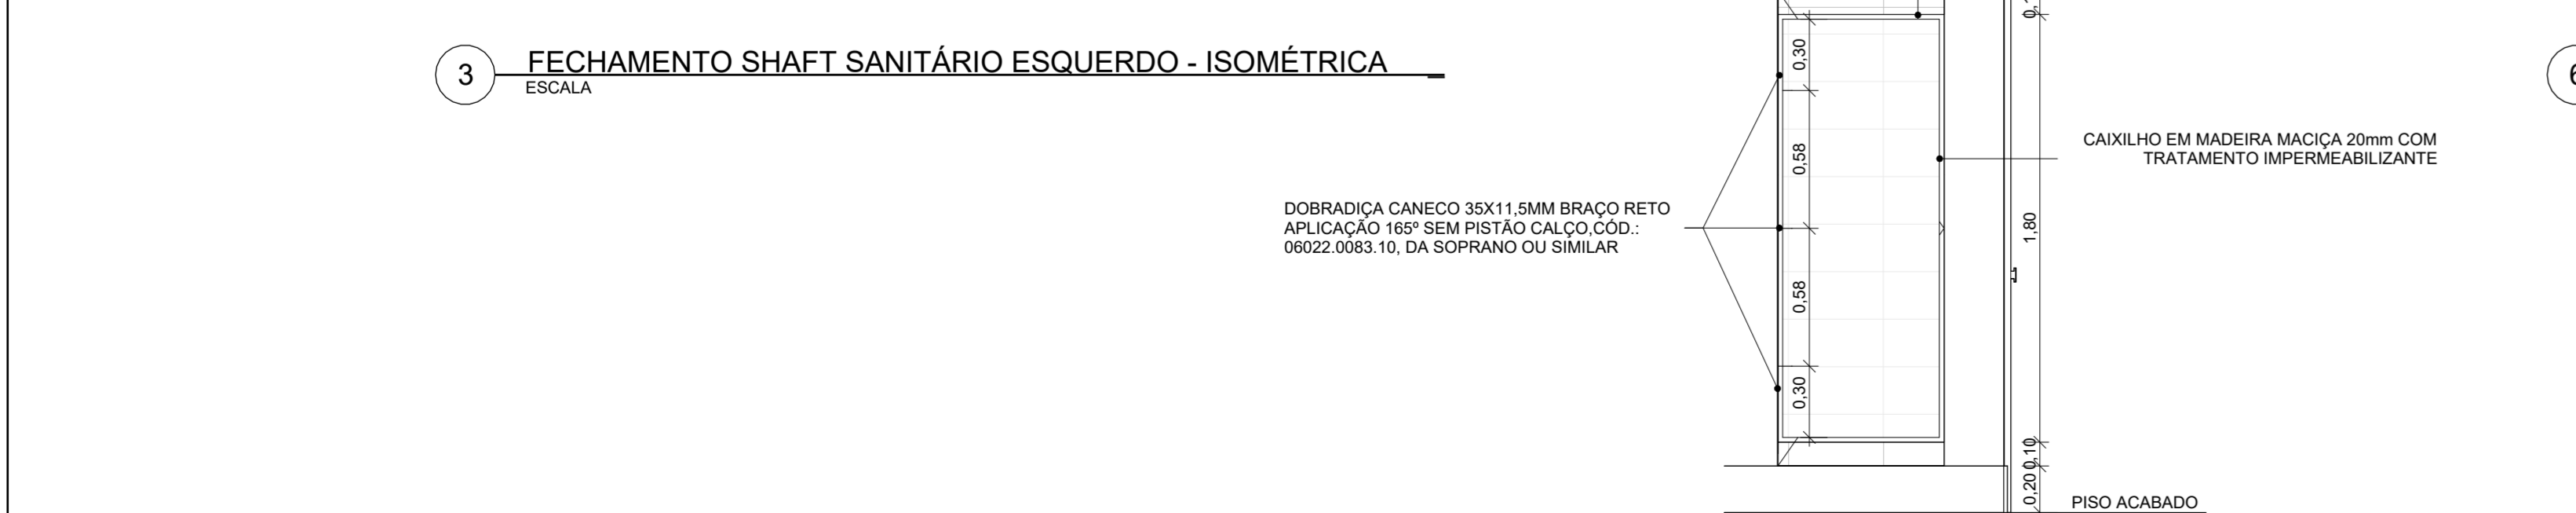 3
FECHAMENTO SHAFT SANITÁRIO ESQUERDO - ISOMÉTRICA
ESCALA
0,30
0,58
0,58
0,30
DOBRADIÇA CANECO 35X11,5MM BRAÇO RETO
APLICAÇÃO 165º SEM PISTÃO CALÇO,CÓD.:
06022.0083.10, DA SOPRANO OU SIMILAR
CAIXILHO EM MADEIRA MACIÇA 20mm COM
TRATAMENTO IMPERMEABILIZANTE
1,80
0,10
0,20
PISO ACABADO